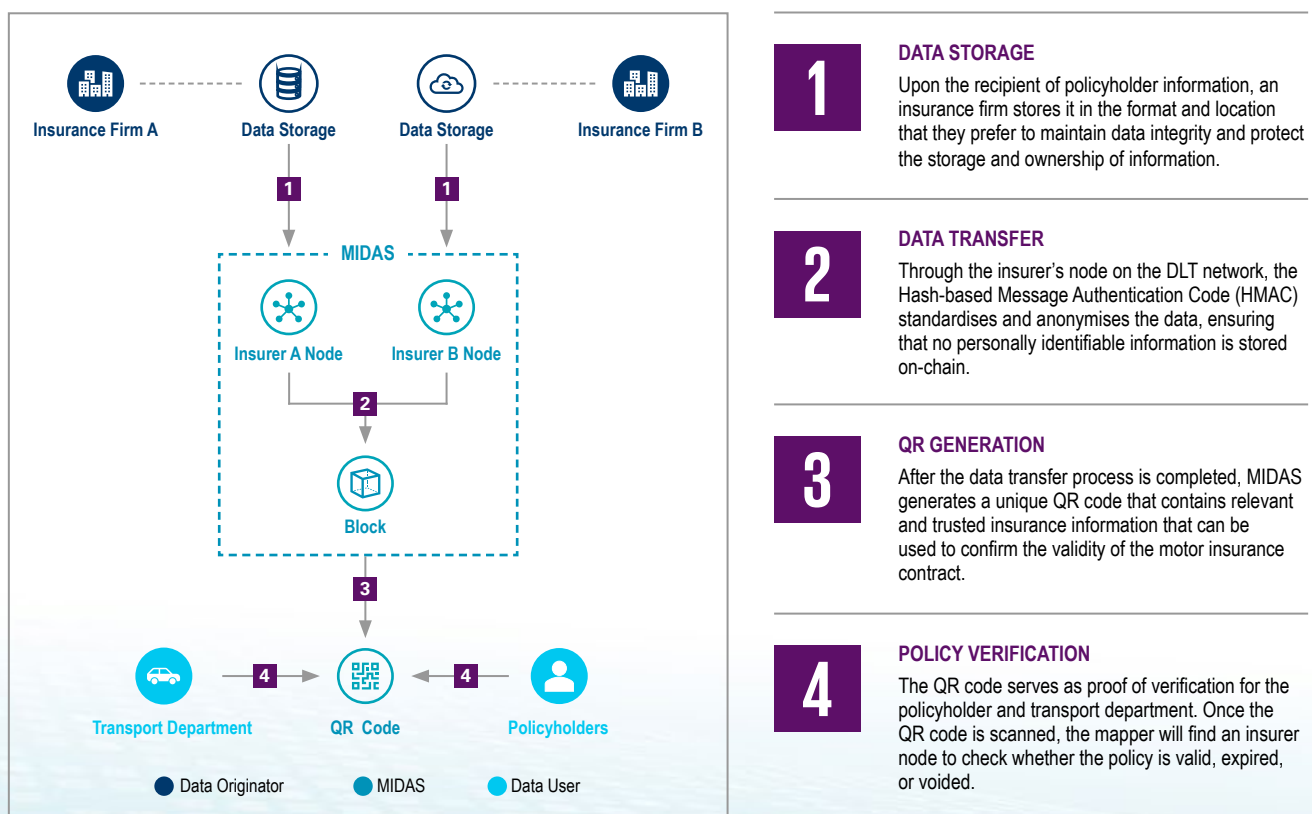 Insurance Firm A
Data Storage
Data Storage
Insurance Firm B
1
1
MIDAS
Insurer A Node
Insurer B Node
2
Block
3
4
4
Transport Department
QR Code
Policyholders
Data Originator
MIDAS
Data User
1
DATA STORAGE
Upon the recipient of policyholder information, an
insurance firm stores it in the format and location
that they prefer to maintain data integrity and protect
the storage and ownership of information.
2
DATA TRANSFER
Through the insurer’s node on the DLT network, the
Hash-based Message Authentication Code (HMAC)
standardises and anonymises the data, ensuring
that no personally identifiable information is stored
on-chain.
3
QR GENERATION
After the data transfer process is completed, MIDAS
generates a unique QR code that contains relevant
and trusted insurance information that can be
used to confirm the validity of the motor insurance
contract.
4
POLICY VERIFICATION
The QR code serves as proof of verification for the
policyholder and transport department. Once the
QR code is scanned, the mapper will find an insurer
node to check whether the policy is valid, expired,
or voided.